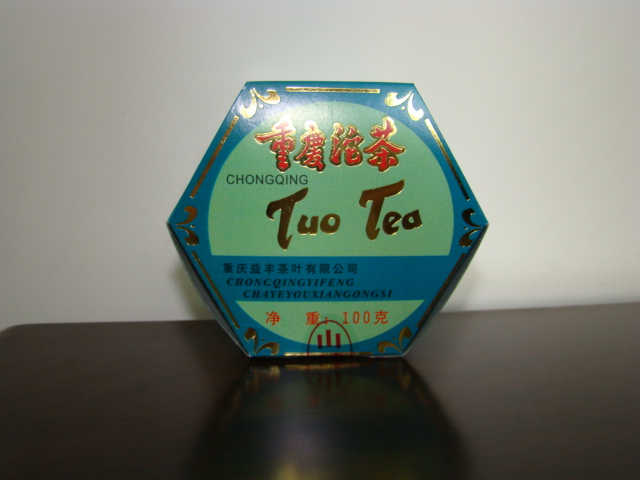 重慶沱茶
CHONGQING
Tuo Tea
重庆益丰茶叶有限公司
CHONGQINGYIFENG
CHAYEYOUXIANGONGSI
净 重: 100克
山